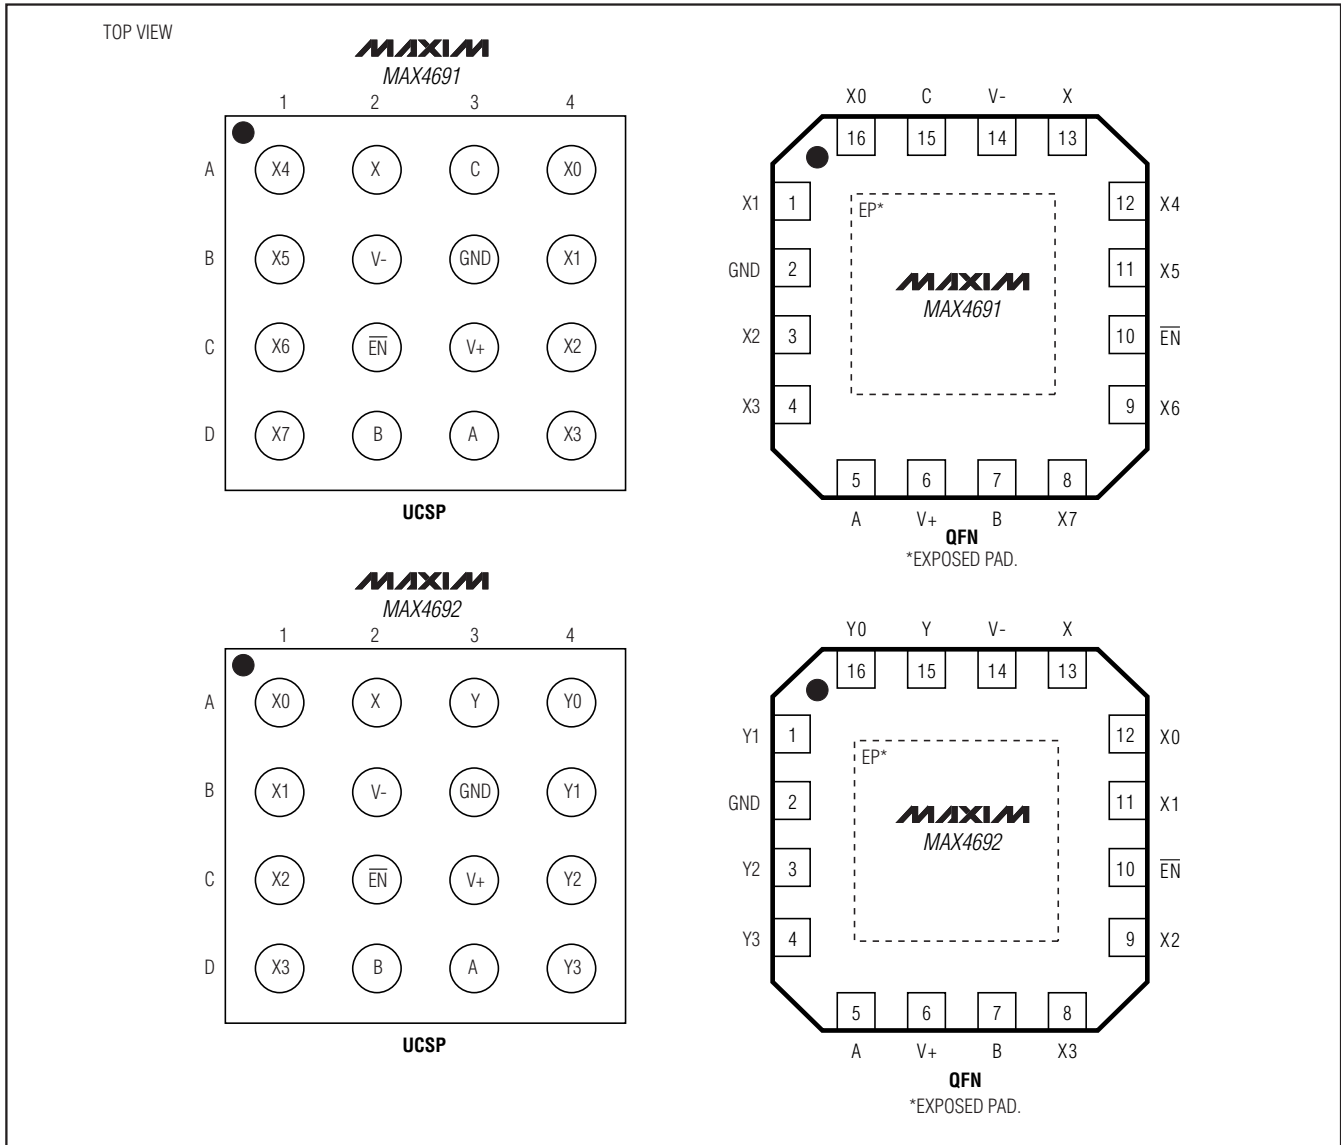 TOP VIEW
MAXIM
MAX4691
1 2 3 4
A X4 X C X0
B X5 V- GND X1
C X6 E̅N̅ V+ X2
D X7 B A X3
UCSP
X0 C V- X
16 15 14 13
X1 1 12 X4
EP*
GND 2 11 X5
MAXIM
MAX4691
X2 3 10 E̅N̅
X3 4 9 X6
5 6 7 8
A V+ B X7
QFN
*EXPOSED PAD.
MAXIM
MAX4692
1 2 3 4
A X0 X Y Y0
B X1 V- GND Y1
C X2 E̅N̅ V+ Y2
D X3 B A Y3
UCSP
Y0 Y V- X
16 15 14 13
Y1 1 12 X0
EP*
GND 2 11 X1
MAXIM
MAX4692
Y2 3 10 E̅N̅
Y3 4 9 X2
5 6 7 8
A V+ B X3
QFN
*EXPOSED PAD.